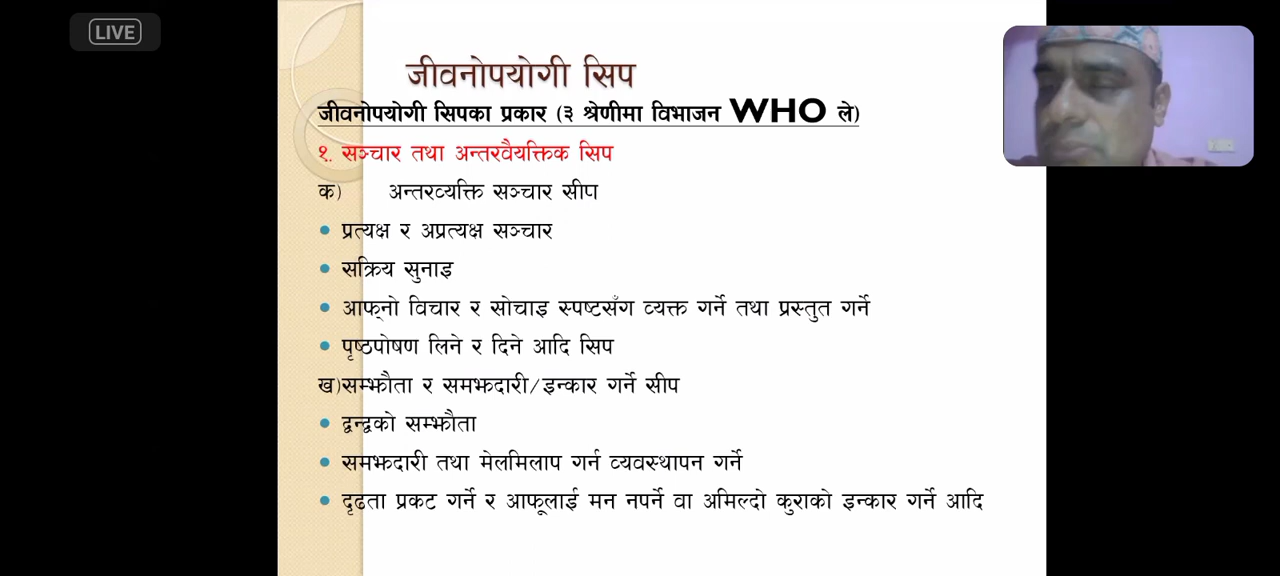 LIVE
जीवनोपयोगी सिप
जीवनोपयोगी सिपका प्रकार (३ श्रेणीमा विभाजन WHO ले)
१. सञ्चार तथा अन्तरवैयक्तिक सिप
क) अन्तरव्यक्ति सञ्चार सीप
• प्रत्यक्ष र अप्रत्यक्ष सञ्चार
• सक्रिय सुनाइ
• आफ्नो विचार र सोचाइ स्पष्टसँग व्यक्त गर्ने तथा प्रस्तुत गर्ने
• पृष्ठपोषण लिने र दिने आदि सिप
ख)सम्झौता र समझदारी/इन्कार गर्ने सीप
• द्वन्द्वको सम्झौता
• समझदारी तथा मेलमिलाप गर्न व्यवस्थापन गर्ने
• दृढता प्रकट गर्ने र आफूलाई मन नपर्ने वा अमिल्दो कुराको इन्कार गर्ने आदि